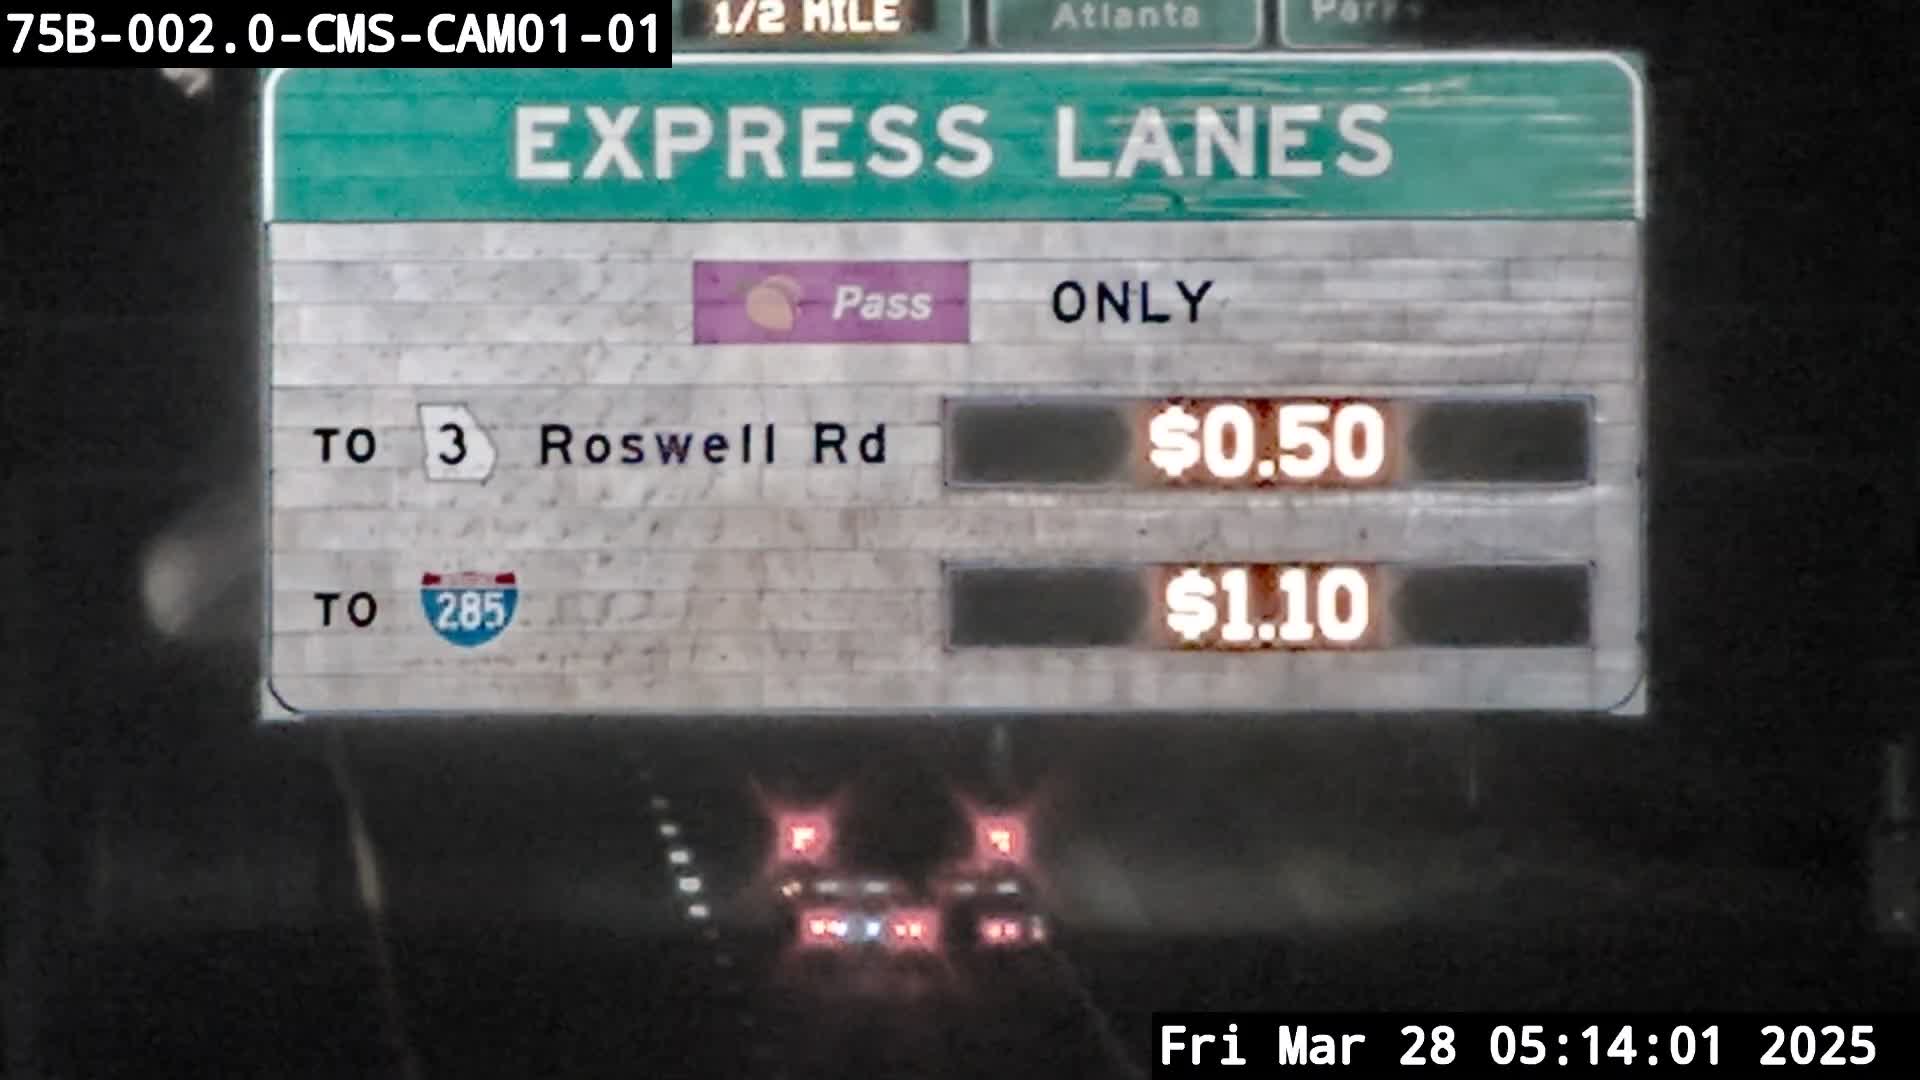 75B-002.0-CMS-CAM01-01
1/2 MILE
Atlanta
EXPRESS LANES
Pass ONLY
TO 3 Roswell Rd $0.50
TO 285 $1.10
Fri Mar 28 05:14:01 2025